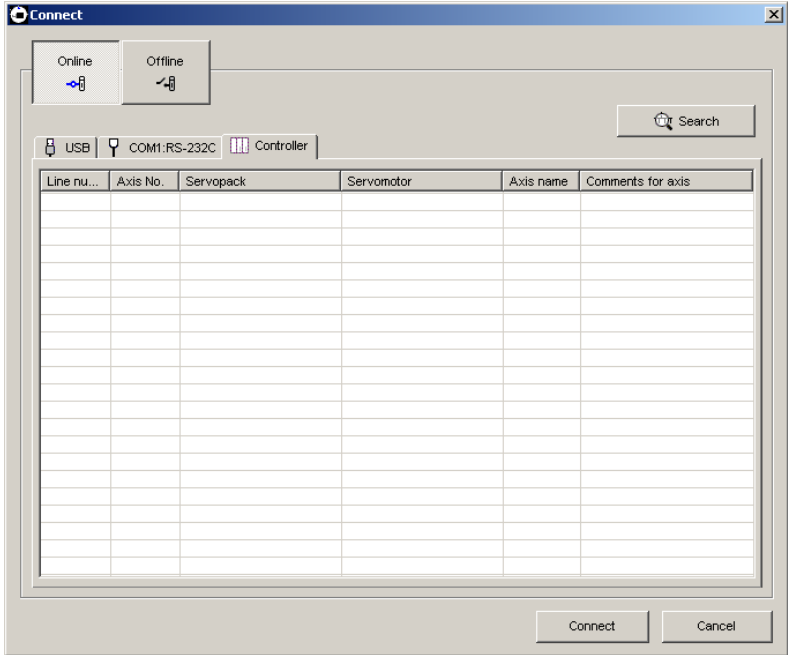 Connect
Online Offline
Search
USB COM1:RS-232C Controller
Line nu... Axis No. Servopack Servomotor Axis name Comments for axis
Connect Cancel